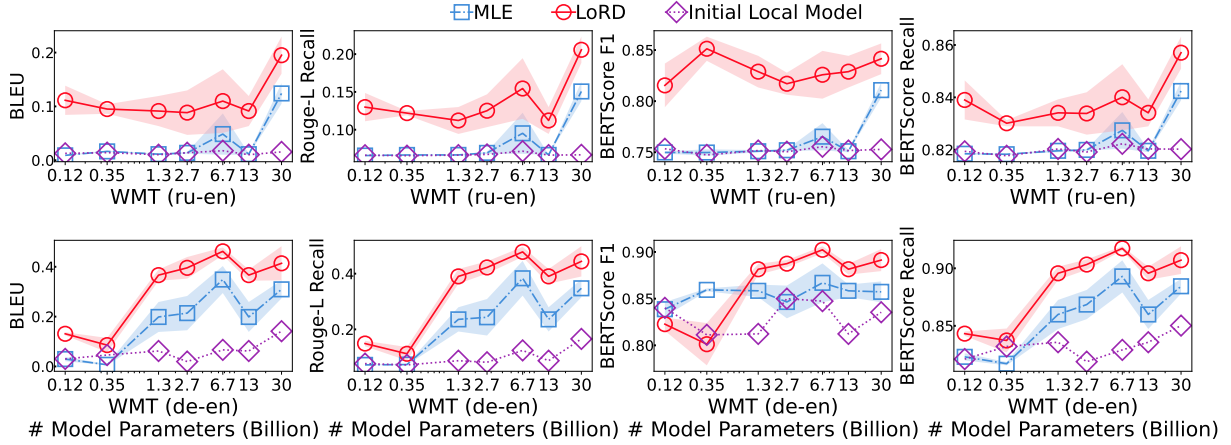 MLE LoRD Initial Local Model
BLEU
0.2
0.1
0.0
0.12 0.35 1.3 2.7 6.7 13 30
WMT (ru-en)
Rouge-L Recall
0.20
0.15
0.10
0.12 0.35 1.3 2.7 6.7 13 30
WMT (ru-en)
BERTScore F1
0.85
0.80
0.75
0.12 0.35 1.3 2.7 6.7 13 30
WMT (ru-en)
BERTScore Recall
0.86
0.84
0.82
0.12 0.35 1.3 2.7 6.7 13 30
WMT (ru-en)
BLEU
0.4
0.2
0.0
0.12 0.35 1.3 2.7 6.7 13 30
WMT (de-en)
# Model Parameters (Billion)
Rouge-L Recall
0.4
0.2
0.12 0.35 1.3 2.7 6.7 13 30
WMT (de-en)
# Model Parameters (Billion)
BERTScore F1
0.90
0.85
0.80
0.12 0.35 1.3 2.7 6.7 13 30
WMT (de-en)
# Model Parameters (Billion)
BERTScore Recall
0.90
0.85
0.12 0.35 1.3 2.7 6.7 13 30
WMT (de-en)
# Model Parameters (Billion)